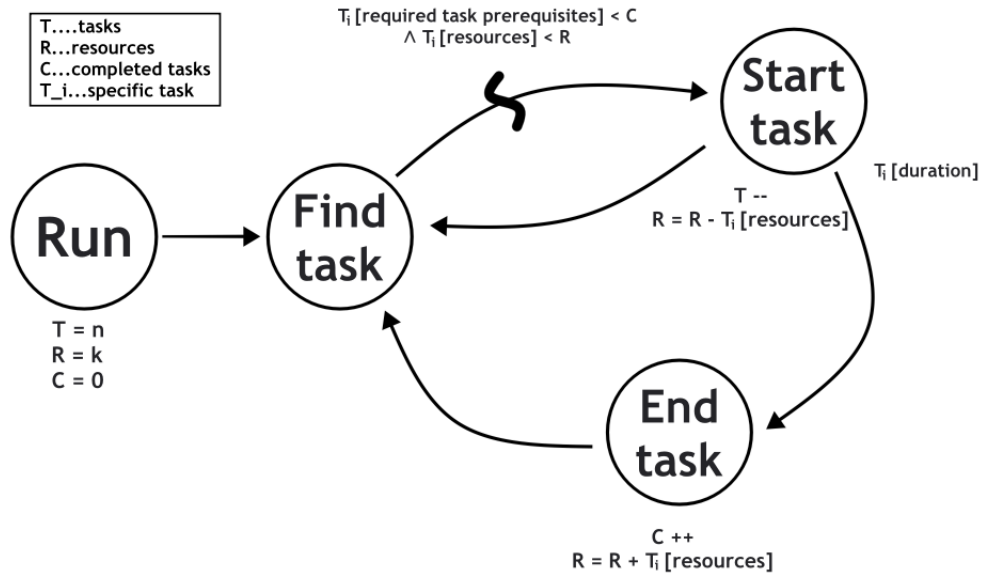 T....tasks
R...resources
C...completed tasks
T_i...specific task
Tᵢ [required task prerequisites] < C
∧ Tᵢ [resources] < R
Start
task
Tᵢ [duration]
T --
R = R - Tᵢ [resources]
Find
task
Run
T = n
R = k
C = 0
End
task
C ++
R = R + Tᵢ [resources]